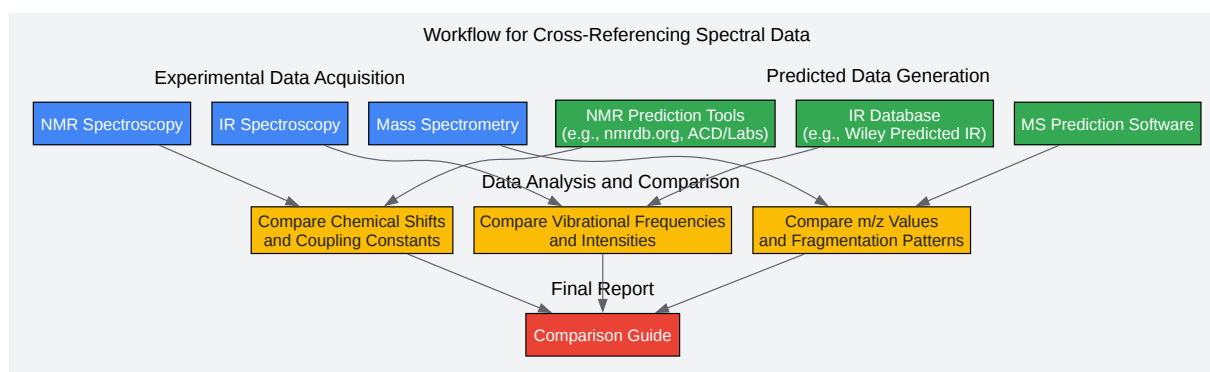 Workflow for Cross-Referencing Spectral Data
Experimental Data Acquisition
Predicted Data Generation
NMR Spectroscopy
IR Spectroscopy
Mass Spectrometry
NMR Prediction Tools
(e.g., nmrdb.org, ACD/Labs)
IR Database
(e.g., Wiley Predicted IR)
MS Prediction Software
Data Analysis and Comparison
Compare Chemical Shifts
and Coupling Constants
Compare Vibrational Frequencies
and Intensities
Compare m/z Values
and Fragmentation Patterns
Final Report
Comparison Guide